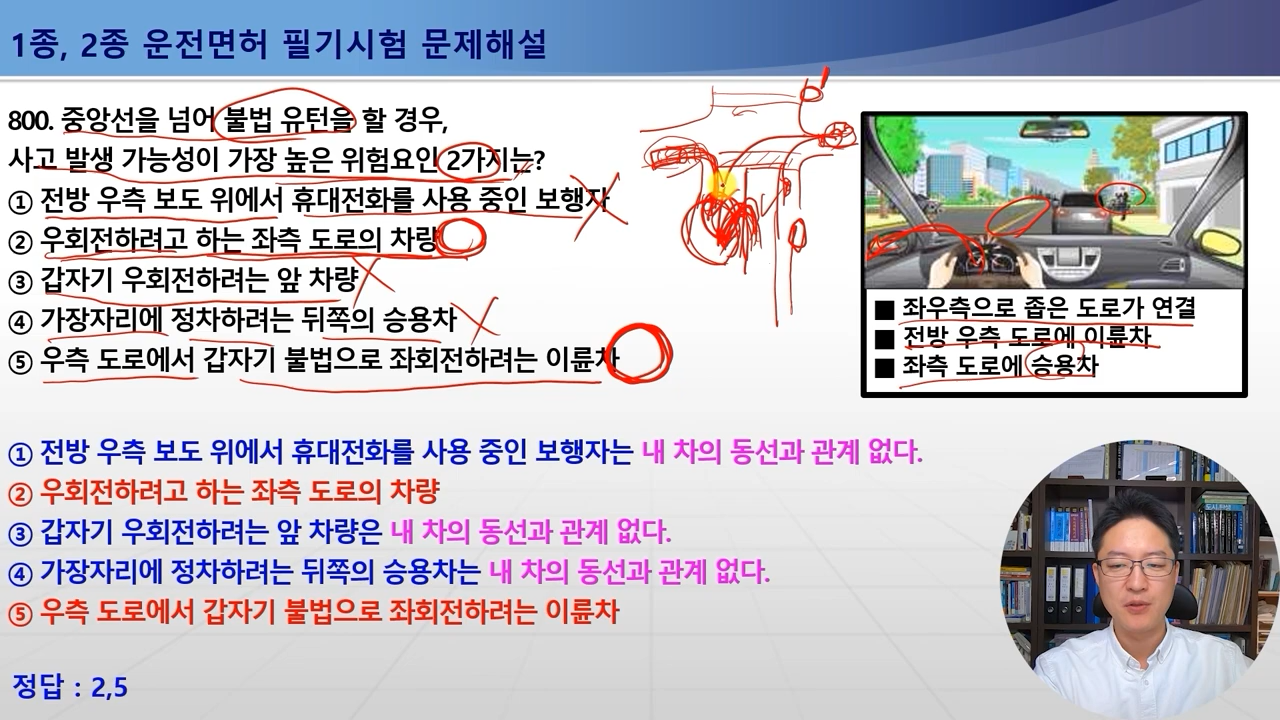 1종, 2종 운전면허 필기시험 문제해설
800. 중앙선을 넘어 불법 유턴을 할 경우,
사고 발생 가능성이 가장 높은 위험요인 2가지는?
① 전방 우측 보도 위에서 휴대전화를 사용 중인 보행자
② 우회전하려고 하는 좌측 도로의 차량
③ 갑자기 우회전하려는 앞 차량
④ 가장자리에 정차하려는 뒤쪽의 승용차
⑤ 우측 도로에서 갑자기 불법으로 좌회전하려는 이륜차
■ 좌우측으로 좁은 도로가 연결
■ 전방 우측 도로에 이륜차
■ 좌측 도로에 승용차
① 전방 우측 보도 위에서 휴대전화를 사용 중인 보행자는 내 차의 동선과 관계 없다.
② 우회전하려고 하는 좌측 도로의 차량
③ 갑자기 우회전하려는 앞 차량은 내 차의 동선과 관계 없다.
④ 가장자리에 정차하려는 뒤쪽의 승용차는 내 차의 동선과 관계 없다.
⑤ 우측 도로에서 갑자기 불법으로 좌회전하려는 이륜차
정답 : 2,5